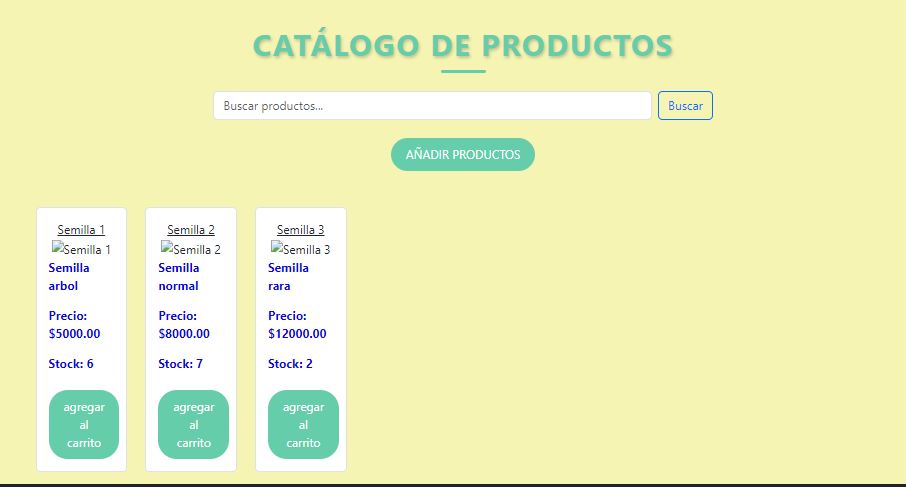 CATÁLOGO DE PRODUCTOS
Buscar productos...
Buscar
AÑADIR PRODUCTOS
Semilla 1
Semilla 1
Semilla
arbol
Precio:
$5000.00
Stock: 6
agregar
al
carrito
Semilla 2
Semilla 2
Semilla
normal
Precio:
$8000.00
Stock: 7
agregar
al
carrito
Semilla 3
Semilla 3
Semilla
rara
Precio:
$12000.00
Stock: 2
agregar
al
carrito